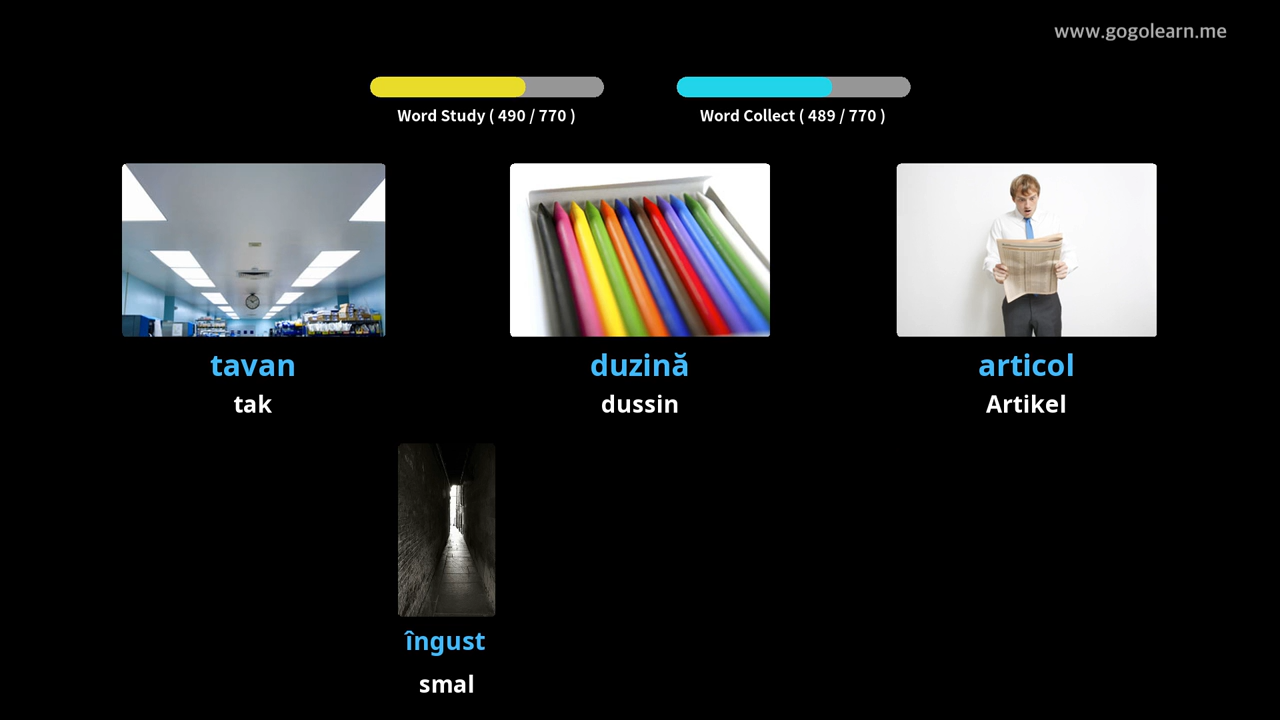 www.gogolearn.me
Word Study ( 490 / 770 )
Word Collect ( 489 / 770 )
tavan
tak
duzină
dussin
articol
Artikel
îngust
smal